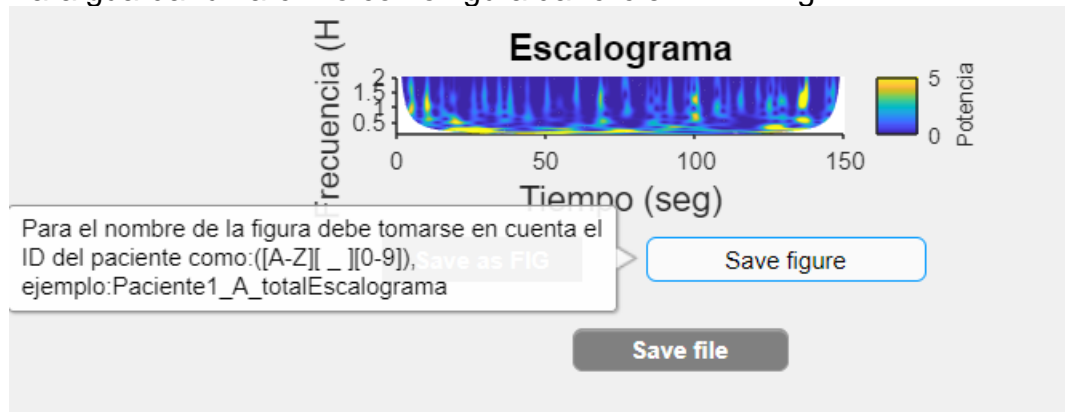 Escalograma
Frecuencia (H
2
1.5
1
0.5
0
50
100
150
Tiempo (seg)
5
0
Potencia
Para el nombre de la figura debe tomarse en cuenta el
ID del paciente como:([A-Z][ _ ][0-9]),
ejemplo:Paciente1_A_totalEscalograma
Save as FIG
Save figure
Save file